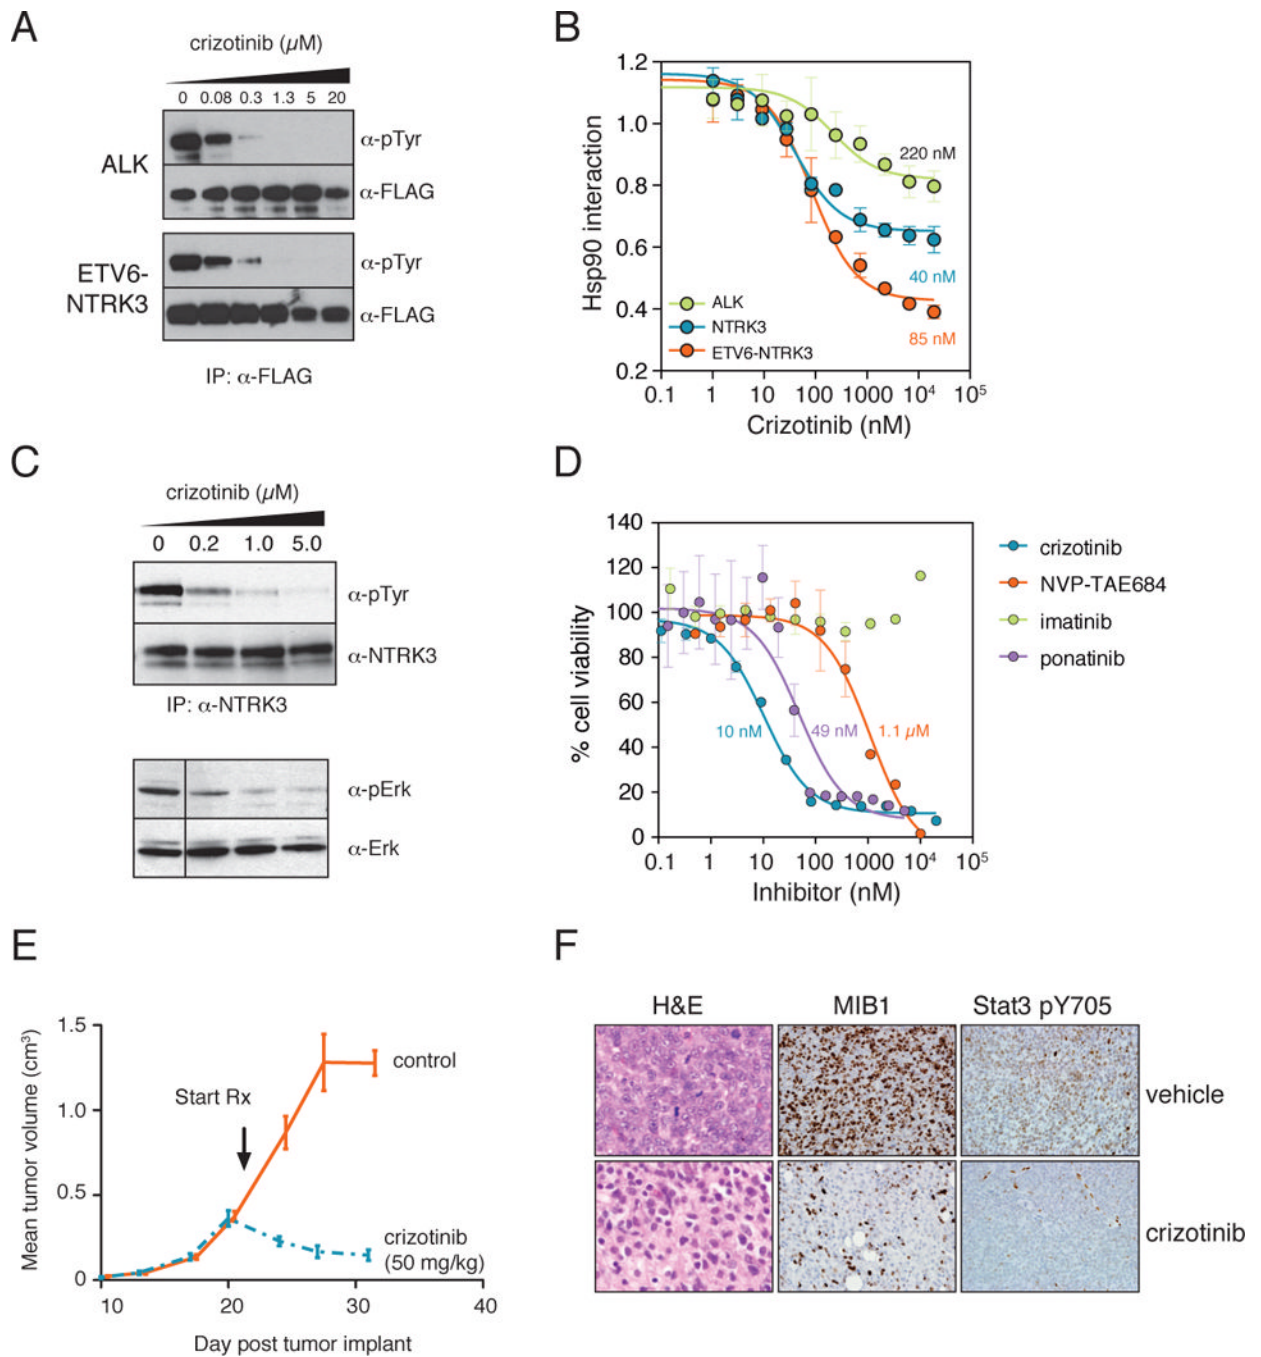 A
crizotinib (µM)
0 0.08 0.3 1.3 5 20
ALK
α-pTyr
α-FLAG
ETV6-
NTRK3
α-pTyr
α-FLAG
IP: α-FLAG
B
Hsp90 interaction
1.2
1.0
0.8
0.6
0.4
0.2
220 nM
40 nM
85 nM
ALK
NTRK3
ETV6-NTRK3
0.1 1 10 100 1000 10⁴ 10⁵
Crizotinib (nM)
C
crizotinib (µM)
0 0.2 1.0 5.0
α-pTyr
α-NTRK3
IP: α-NTRK3
α-pErk
α-Erk
D
% cell viability
140
120
100
80
60
40
20
0
10 nM 49 nM 1.1 µM
0.1 1 10 100 1000 10⁴ 10⁵
Inhibitor (nM)
crizotinib
NVP-TAE684
imatinib
ponatinib
E
Mean tumor volume (cm³)
1.5
1.0
0.5
0
Start Rx
control
crizotinib
(50 mg/kg)
10 20 30 40
Day post tumor implant
F
H&E MIB1 Stat3 pY705
vehicle
crizotinib